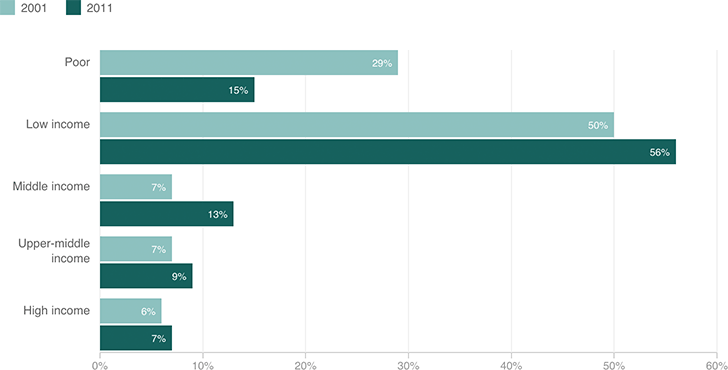 2001 2011
Poor
29%
15%
Low income
50%
56%
Middle income
7%
13%
Upper-middle
income
7%
9%
High income
6%
7%
0% 10% 20% 30% 40% 50% 60%